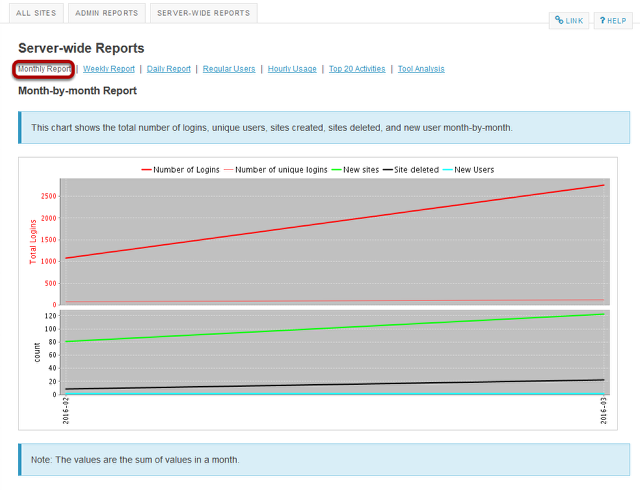 ALL SITES ADMIN REPORTS SERVER-WIDE REPORTS
LINK ? HELP
Server-wide Reports
Monthly Report | Weekly Report | Daily Report | Regular Users | Hourly Usage | Top 20 Activities | Tool Analysis
Month-by-month Report
This chart shows the total number of logins, unique users, sites created, sites deleted, and new user month-by-month.
Number of Logins Number of unique logins New sites Site deleted New Users
Total Logins
2500
2000
1500
1000
500
0
count
120
100
80
60
40
20
0
2016-02 2016-03
Note: The values are the sum of values in a month.